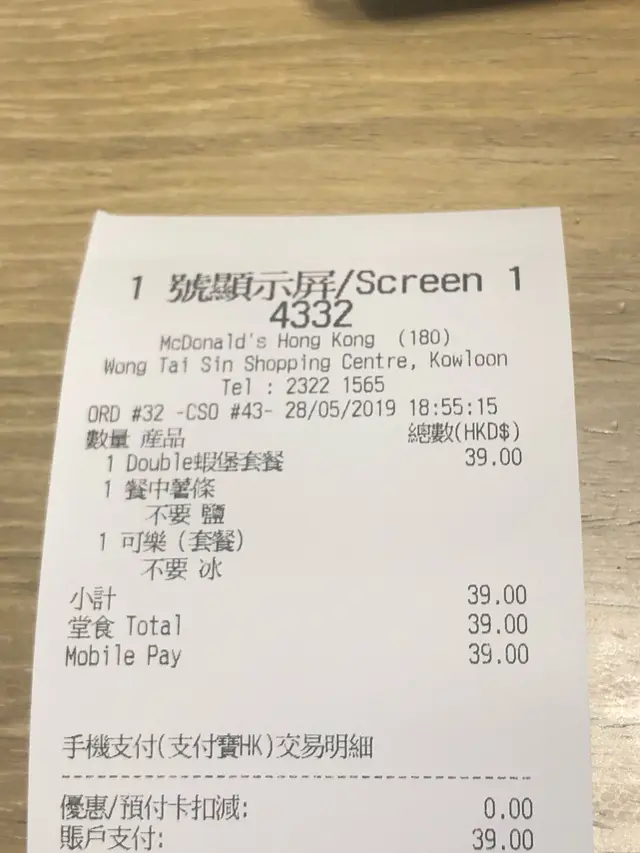 1 號顯示屏/Screen 1
4332
McDonald's Hong Kong (180)
Wong Tai Sin Shopping Centre, Kowloon
Tel : 2322 1565
ORD #32 -CSO #43- 28/05/2019 18:55:15
數量 産品 總數(HKD$)
1 Double蝦堡套餐 39.00
1 餐中薯條
不要 鹽
1 可樂 (套餐)
不要 冰
小計 39.00
堂食 Total 39.00
Mobile Pay 39.00
手機支付(支付寶HK)交易明細
優惠/預付卡扣減: 0.00
賬戶支付: 39.00